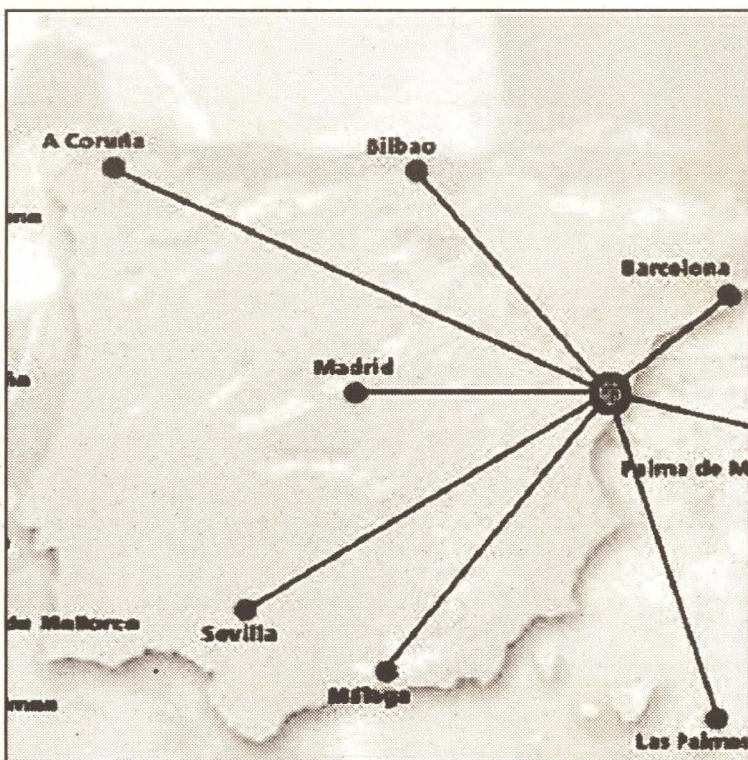 A Coruña
Bilbao
Barcelona
Madrid
Palma de M
de Mallorca
Sevilla
Málaga
Las Palmas